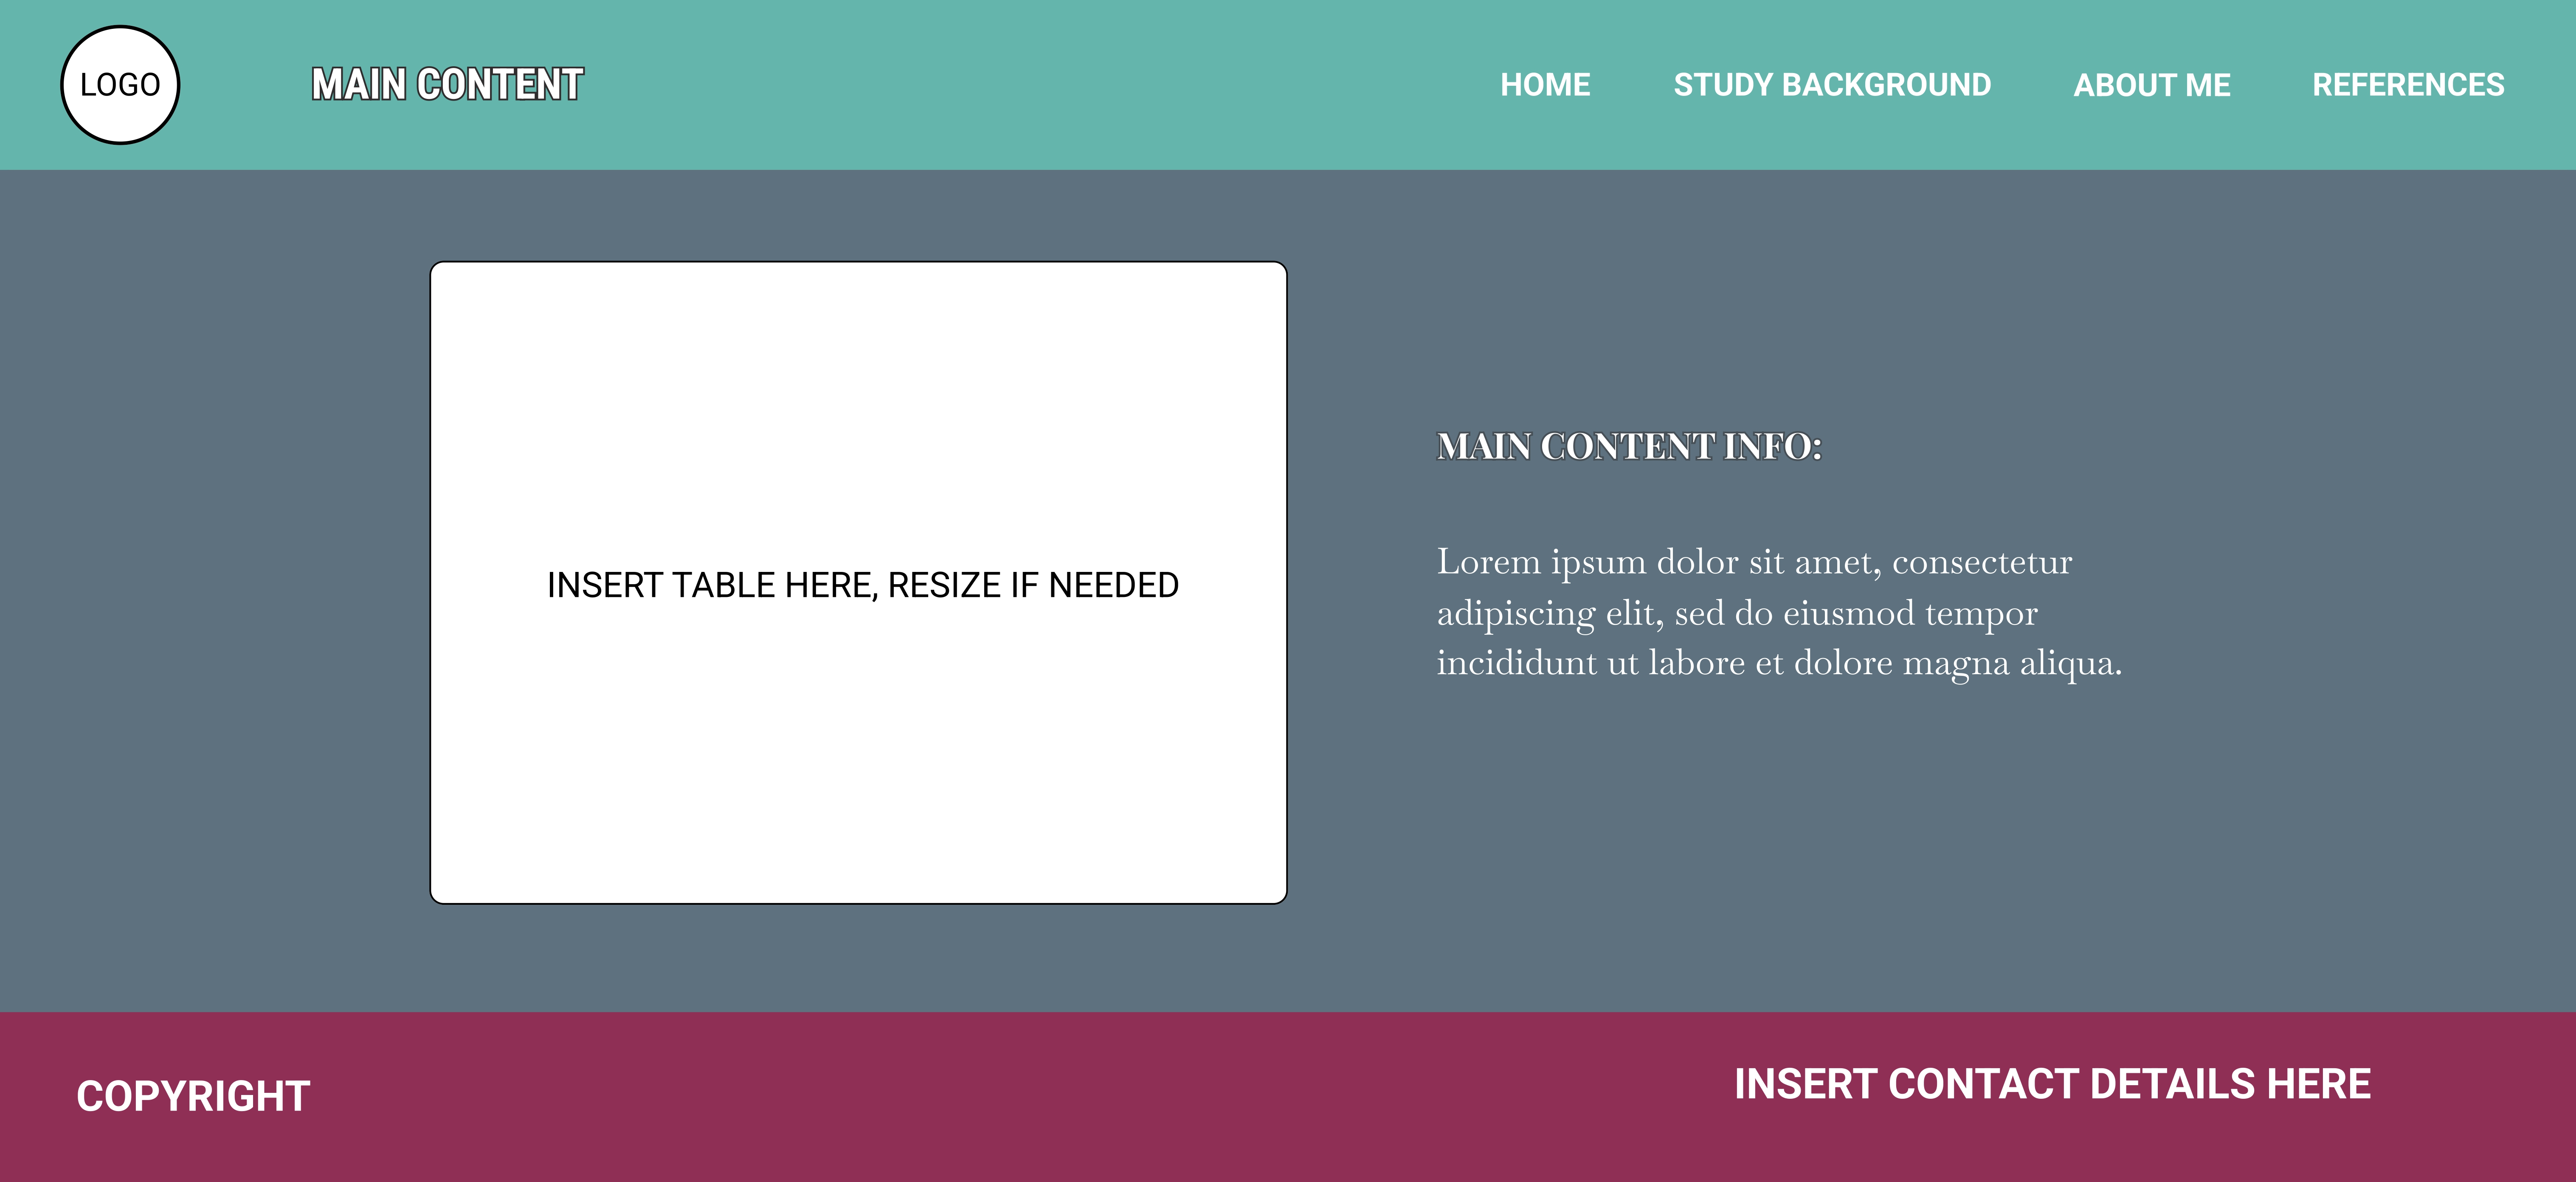 LOGO
MAIN CONTENT
HOME
STUDY BACKGROUND
ABOUT ME
REFERENCES
INSERT TABLE HERE, RESIZE IF NEEDED
MAIN CONTENT INFO:
Lorem ipsum dolor sit amet, consectetur
adipiscing elit, sed do eiusmod tempor
incididunt ut labore et dolore magna aliqua.
COPYRIGHT
INSERT CONTACT DETAILS HERE